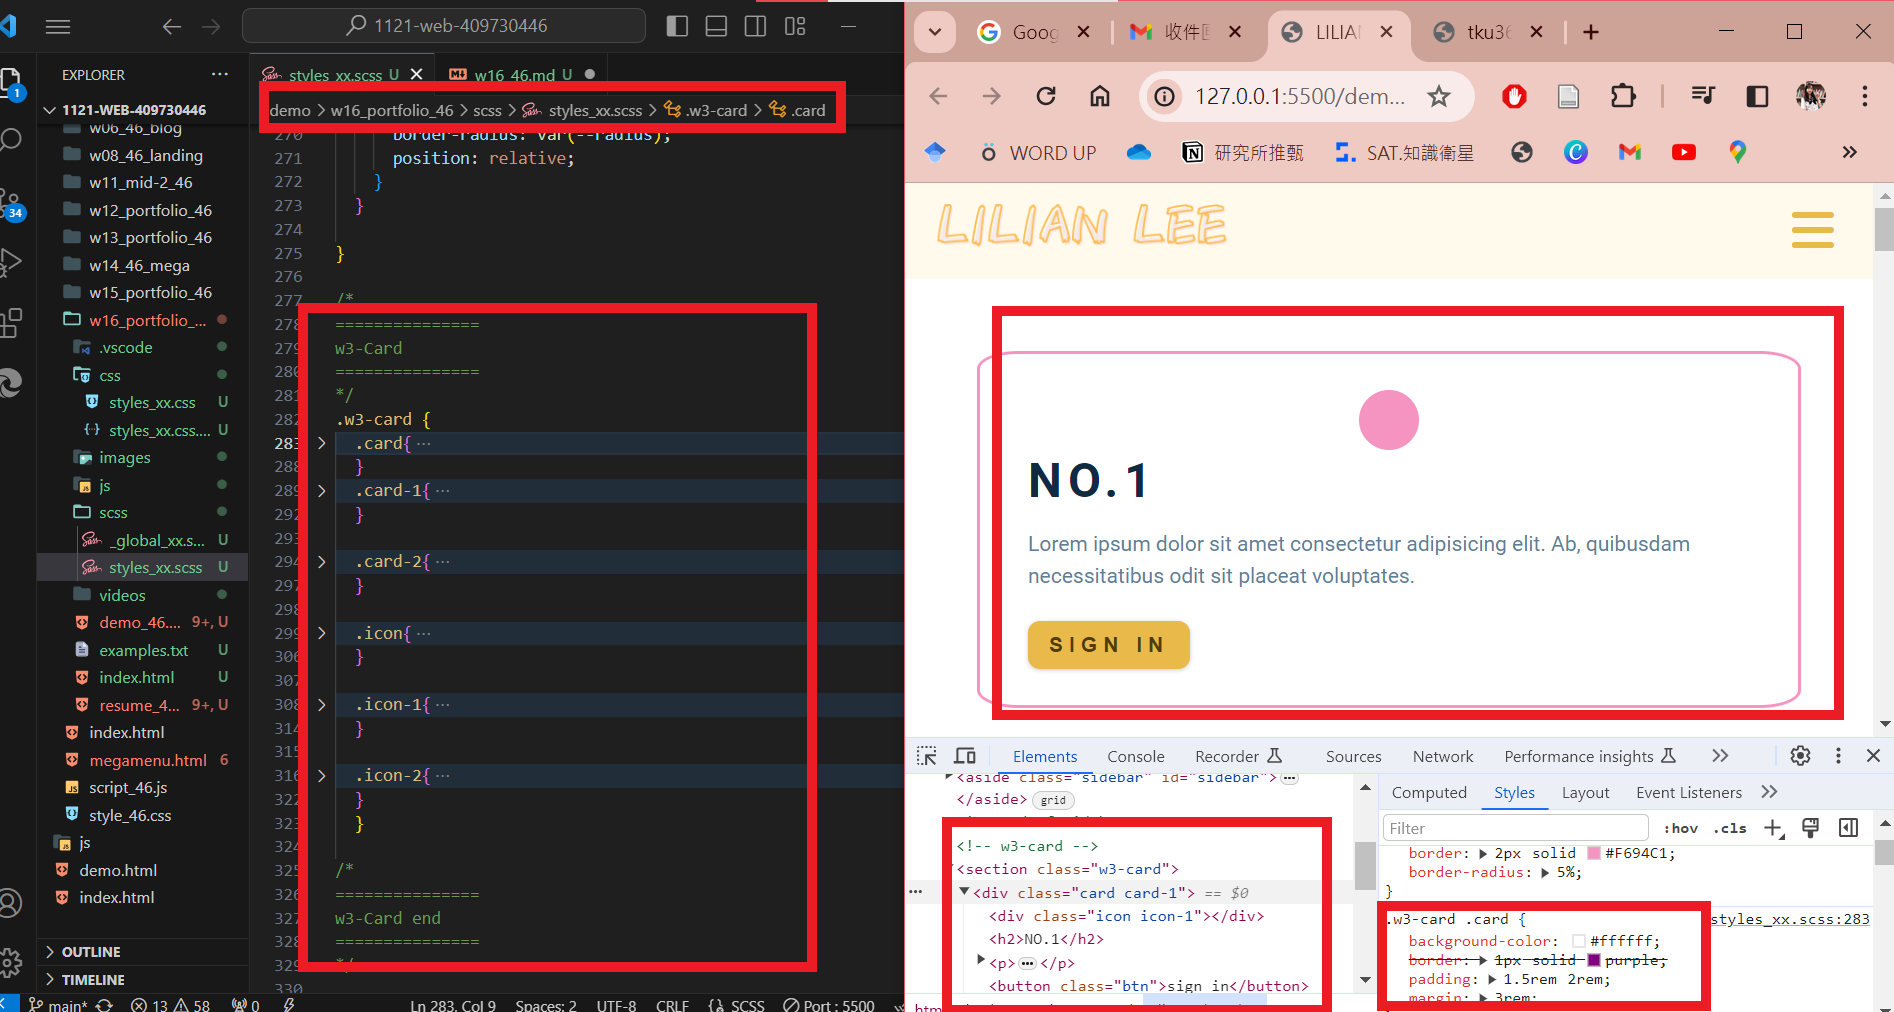 1121-web-409730446
EXPLORER
1121-WEB-409730446
w06_46_blog
w08_46_landing
w11_mid-2_46
w12_portfolio_46
w13_portfolio_46
w14_46_mega
w15_portfolio_46
w16_portfolio_...
.vscode
css
styles_xx.css U
styles_xx.css.... U
images
js
scss
_global_xx.s... U
styles_xx.scss U
videos
demo_46.... 9+, U
examples.txt U
index.html U
resume_4... 9+, U
index.html
megamenu.html 6
script_46.js
style_46.css
js
demo.html
index.html
OUTLINE
TIMELINE
1
34
styles_xx.scss U
w16_46.md U
demo > w16_portfolio_46 > scss > styles_xx.scss > .w3-card > .card
270 border-radius: var(--radius);
271 position: relative;
272 }
273 }
274
275 }
276
277 /*
278 ===============
279 w3-Card
280 ===============
281 */
282 .w3-card {
283 .card{ ...
288 }
289 .card-1{ ...
292 }
293
294 .card-2{ ...
297 }
298
299 .icon{ ...
306 }
307
308 .icon-1{ ...
314 }
315
316 .icon-2{ ...
322 }
323 }
324
325 /*
326 ===============
327 w3-Card end
328 ===============
329 */
330
main* 13 58 0 Ln 283, Col 9 Spaces: 2 UTF-8 CRLF {} SCSS Port : 5500
Goog
收件
LILIA
tku36
127.0.0.1:5500/dem...
WORD UP
研究所推甄
SAT.知識衛星
LILIAN LEE
NO.1
Lorem ipsum dolor sit amet consectetur adipisicing elit. Ab, quibusdam
necessitatibus odit sit placeat voluptates.
SIGN IN
Elements Console Recorder Sources Network Performance insights
<aside class="sidebar" id="sidebar"> ...
</aside> grid
<!-- w3-card -->
<section class="w3-card">
<div class="card card-1"> == $0
<div class="icon icon-1"></div>
<h2>NO.1</h2>
<p> ... </p>
<button class="btn">sign in</button>
Computed Styles Layout Event Listeners
Filter :hov .cls
border: 2px solid #F694C1;
border-radius: 5%;
}
.w3-card .card { styles_xx.scss:283
background-color: #ffffff;
border: 1px solid purple;
padding: 1.5rem 2rem;
margin: 3rem;